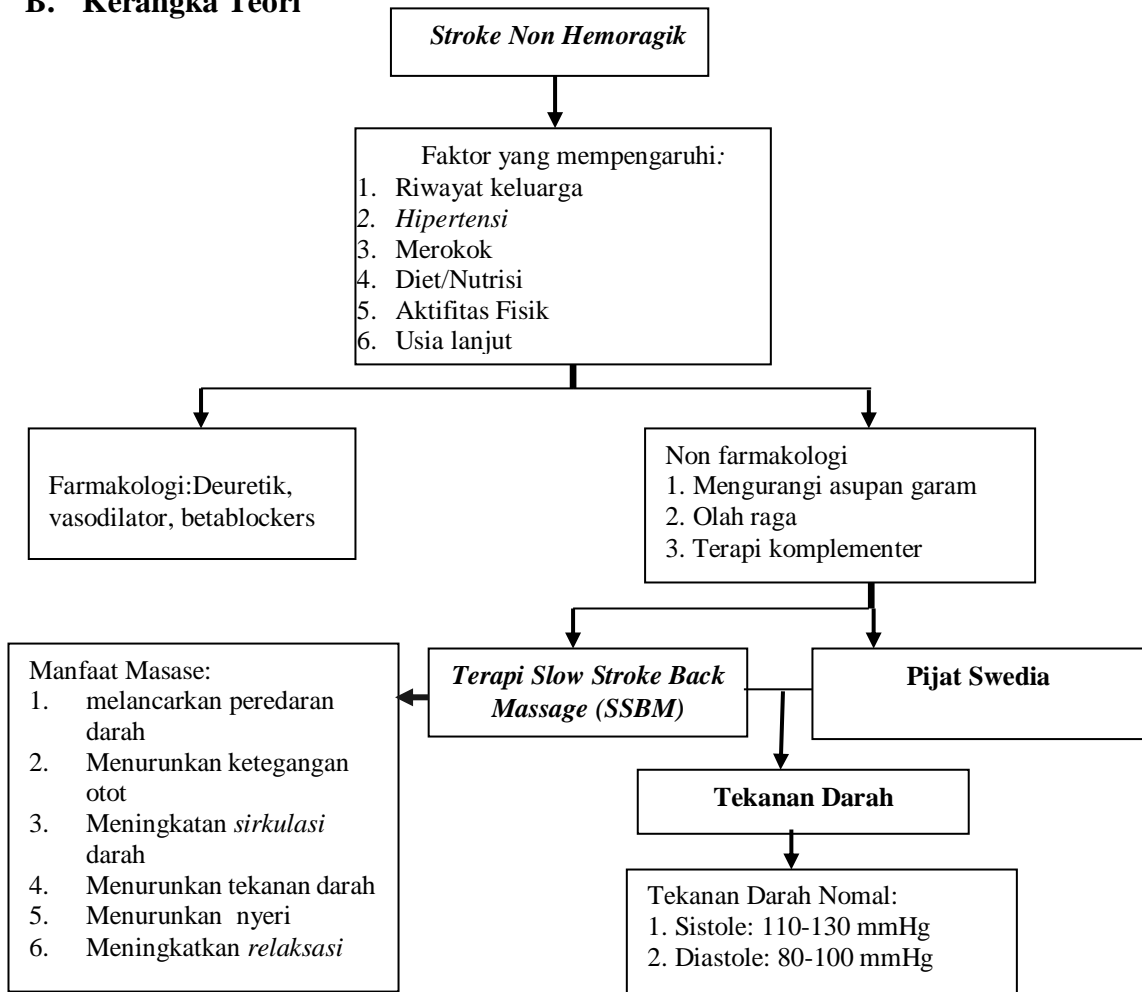 B. Kerangka Teori
Stroke Non Hemoragik
Faktor yang mempengaruhi:
1. Riwayat keluarga
2. Hipertensi
3. Merokok
4. Diet/Nutrisi
5. Aktifitas Fisik
6. Usia lanjut
Farmakologi:Deuretik,
vasodilator, betablockers
Non farmakologi
1. Mengurangi asupan garam
2. Olah raga
3. Terapi komplementer
Manfaat Masase:
1. melancarkan peredaran
darah
2. Menurunkan ketegangan
otot
3. Meningkatan sirkulasi
darah
4. Menurunkan tekanan darah
5. Menurunkan nyeri
6. Meningkatkan relaksasi
Terapi Slow Stroke Back
Massage (SSBM)
Pijat Swedia
Tekanan Darah
Tekanan Darah Nomal:
1. Sistole: 110-130 mmHg
2. Diastole: 80-100 mmHg